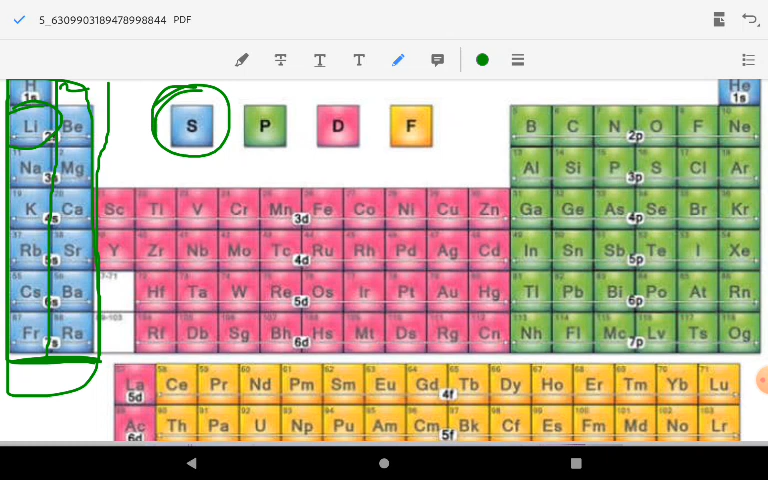 5_6309903189478998844 PDF
H He
1s 1s
S P D F
Li Be B C N O F Ne
2s 2p
Na Mg Al Si P S Cl Ar
3s 3p
K Ca Sc Ti V Cr Mn Fe Co Ni Cu Zn Ga Ge As Se Br Kr
4s 3d 4p
Rb Sr Y Zr Nb Mo Tc Ru Rh Pd Ag Cd In Sn Sb Te I Xe
5s 4d 5p
Cs Ba Hf Ta W Re Os Ir Pt Au Hg Tl Pb Bi Po At Rn
6s 5d 6p
Fr Ra Rf Db Sg Bh Hs Mt Ds Rg Cn Nh Fl Mc Lv Ts Og
7s 6d 7p
La Ce Pr Nd Pm Sm Eu Gd Tb Dy Ho Er Tm Yb Lu
5d 4f
Ac Th Pa U Np Pu Am Cm Bk Cf Es Fm Md No Lr
6d 5f